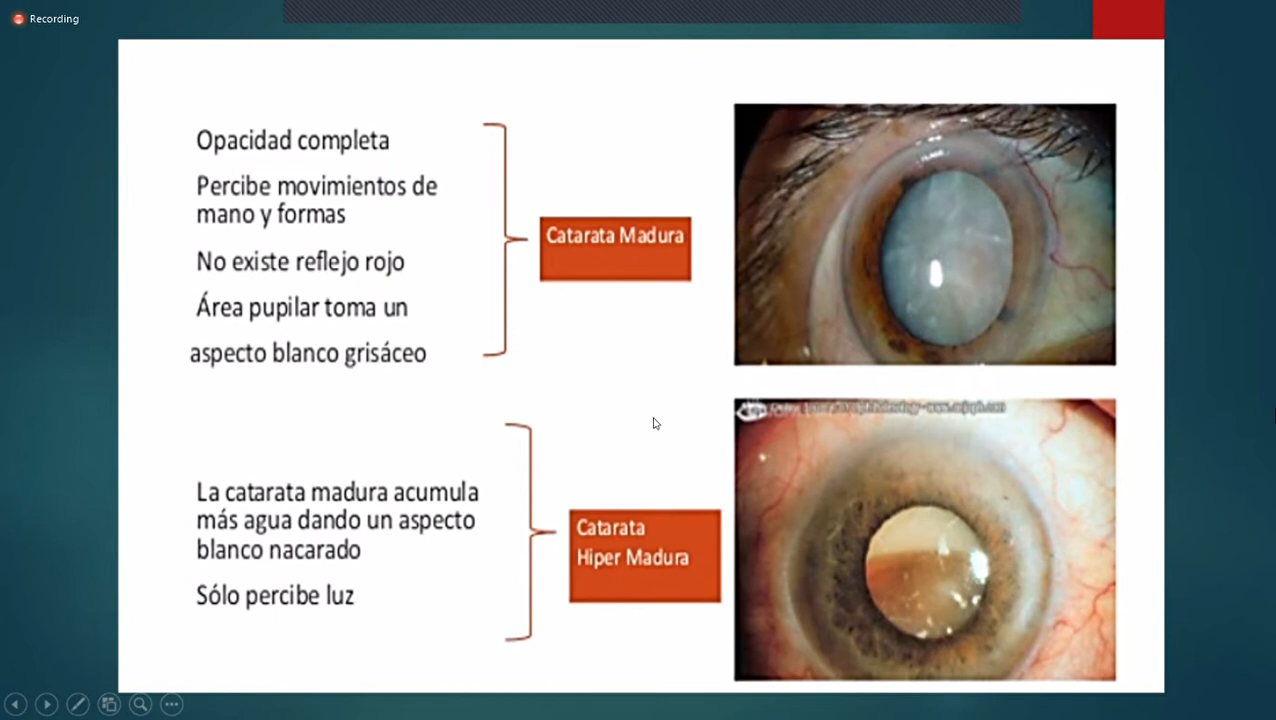 Recording
Opacidad completa
Percibe movimientos de
mano y formas
No existe reflejo rojo
Área pupilar toma un
aspecto blanco grisáceo
Catarata Madura
La catarata madura acumula
más agua dando un aspecto
blanco nacarado
Sólo percibe luz
Catarata
Hiper Madura